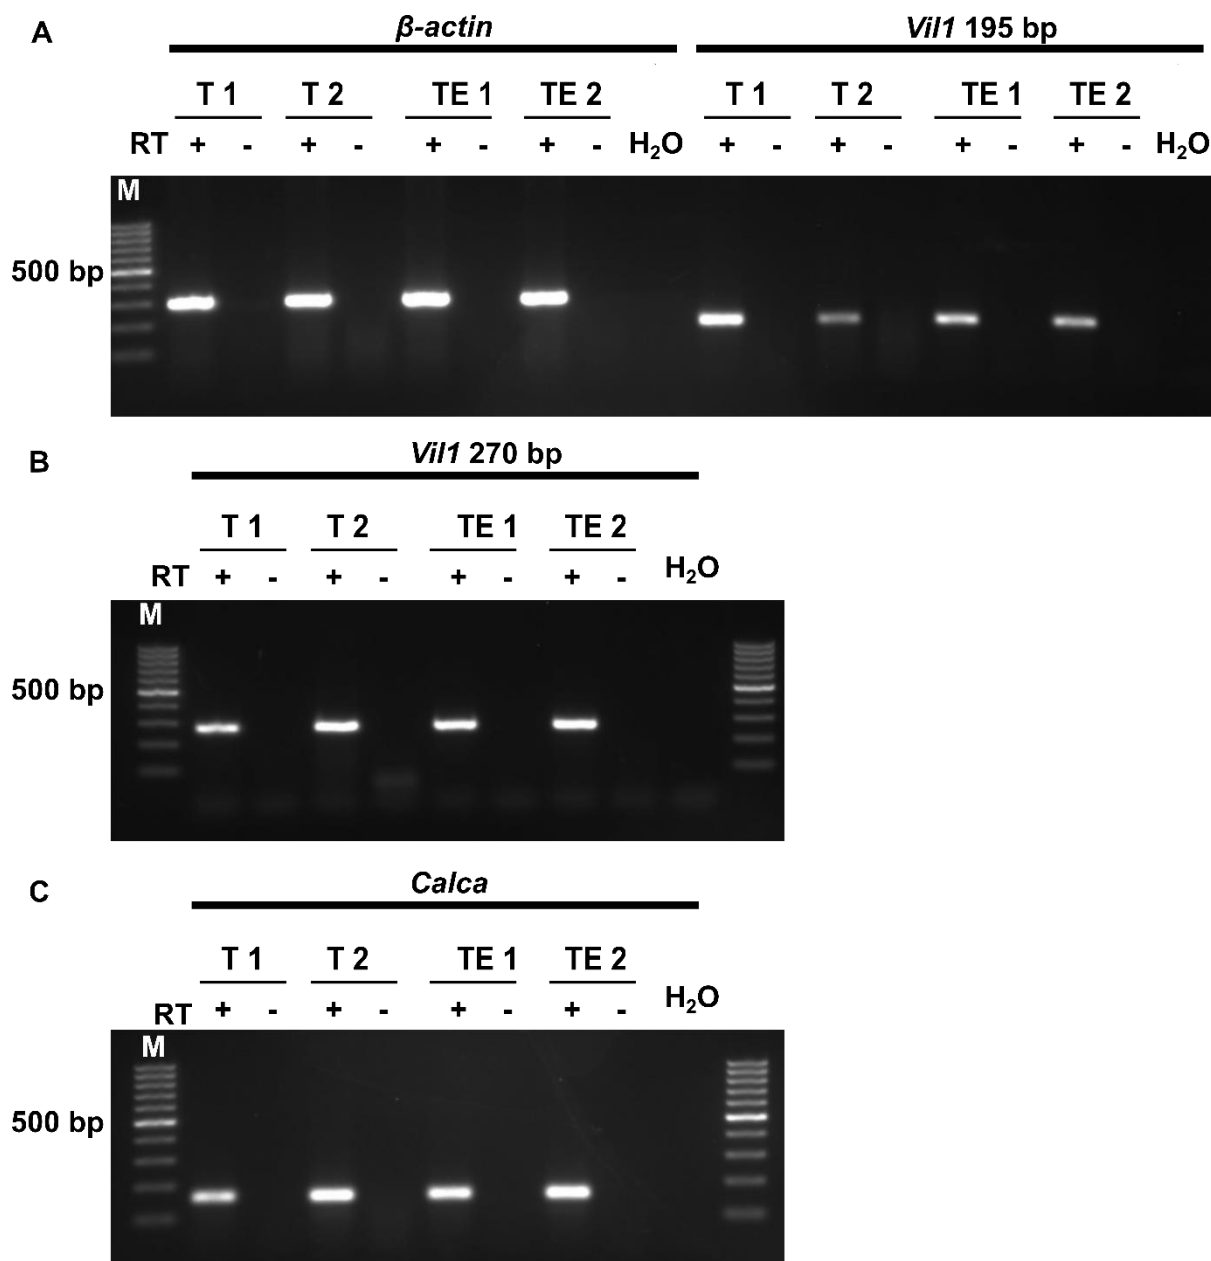 A
β-actin Vil1 195 bp
T 1 T 2 TE 1 TE 2 T 1 T 2 TE 1 TE 2
RT + - + - + - + - H₂O + - + - + - + - H₂O
M
500 bp
B
Vil1 270 bp
T 1 T 2 TE 1 TE 2
RT + - + - + - + - H₂O
M
500 bp
C
Calca
T 1 T 2 TE 1 TE 2
RT + - + - + - + - H₂O
M
500 bp